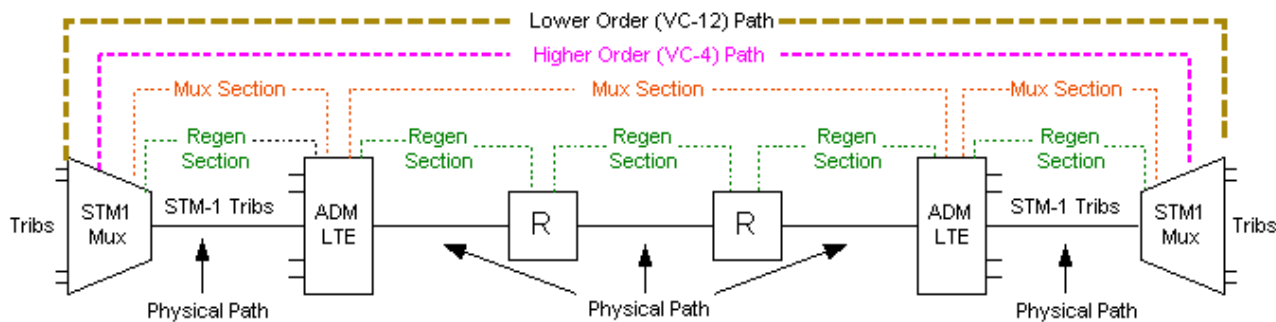 Lower Order (VC-12) Path
Higher Order (VC-4) Path
Mux Section
Mux Section
Mux Section
Regen
Section
Regen
Section
Regen
Section
Regen
Section
Regen
Section
Tribs
STM1
Mux
STM-1 Tribs
ADM
LTE
R
R
ADM
LTE
STM-1 Tribs
STM1
Mux
Tribs
Physical Path
Physical Path
Physical Path